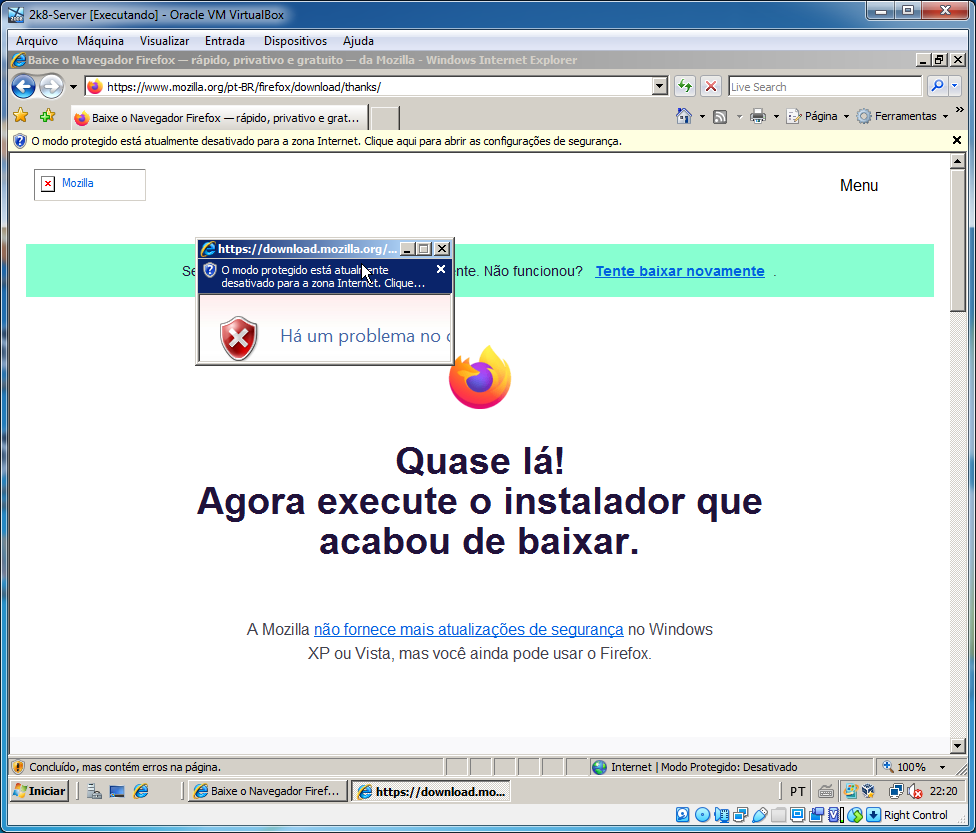 2k8-Server [Executando] - Oracle VM VirtualBox
Arquivo Máquina Visualizar Entrada Dispositivos Ajuda
Baixe o Navegador Firefox — rápido, privativo e gratuito — da Mozilla - Windows Internet Explorer
https://www.mozilla.org/pt-BR/firefox/download/thanks/
Live Search
Baixe o Navegador Firefox — rápido, privativo e grat...
Página
Ferramentas
O modo protegido está atualmente desativado para a zona Internet. Clique aqui para abrir as configurações de segurança.
Mozilla
Menu
https://download.mozilla.org/...
O modo protegido está atualmente
desativado para a zona Internet. Clique...
Há um problema no
Se
nte. Não funcionou? Tente baixar novamente .
Quase lá!
Agora execute o instalador que
acabou de baixar.
A Mozilla não fornece mais atualizações de segurança no Windows
XP ou Vista, mas você ainda pode usar o Firefox.
Concluído, mas contém erros na página.
Internet | Modo Protegido: Desativado
100%
Iniciar
Baixe o Navegador Firef...
https://download.mo...
PT
22:20
Right Control